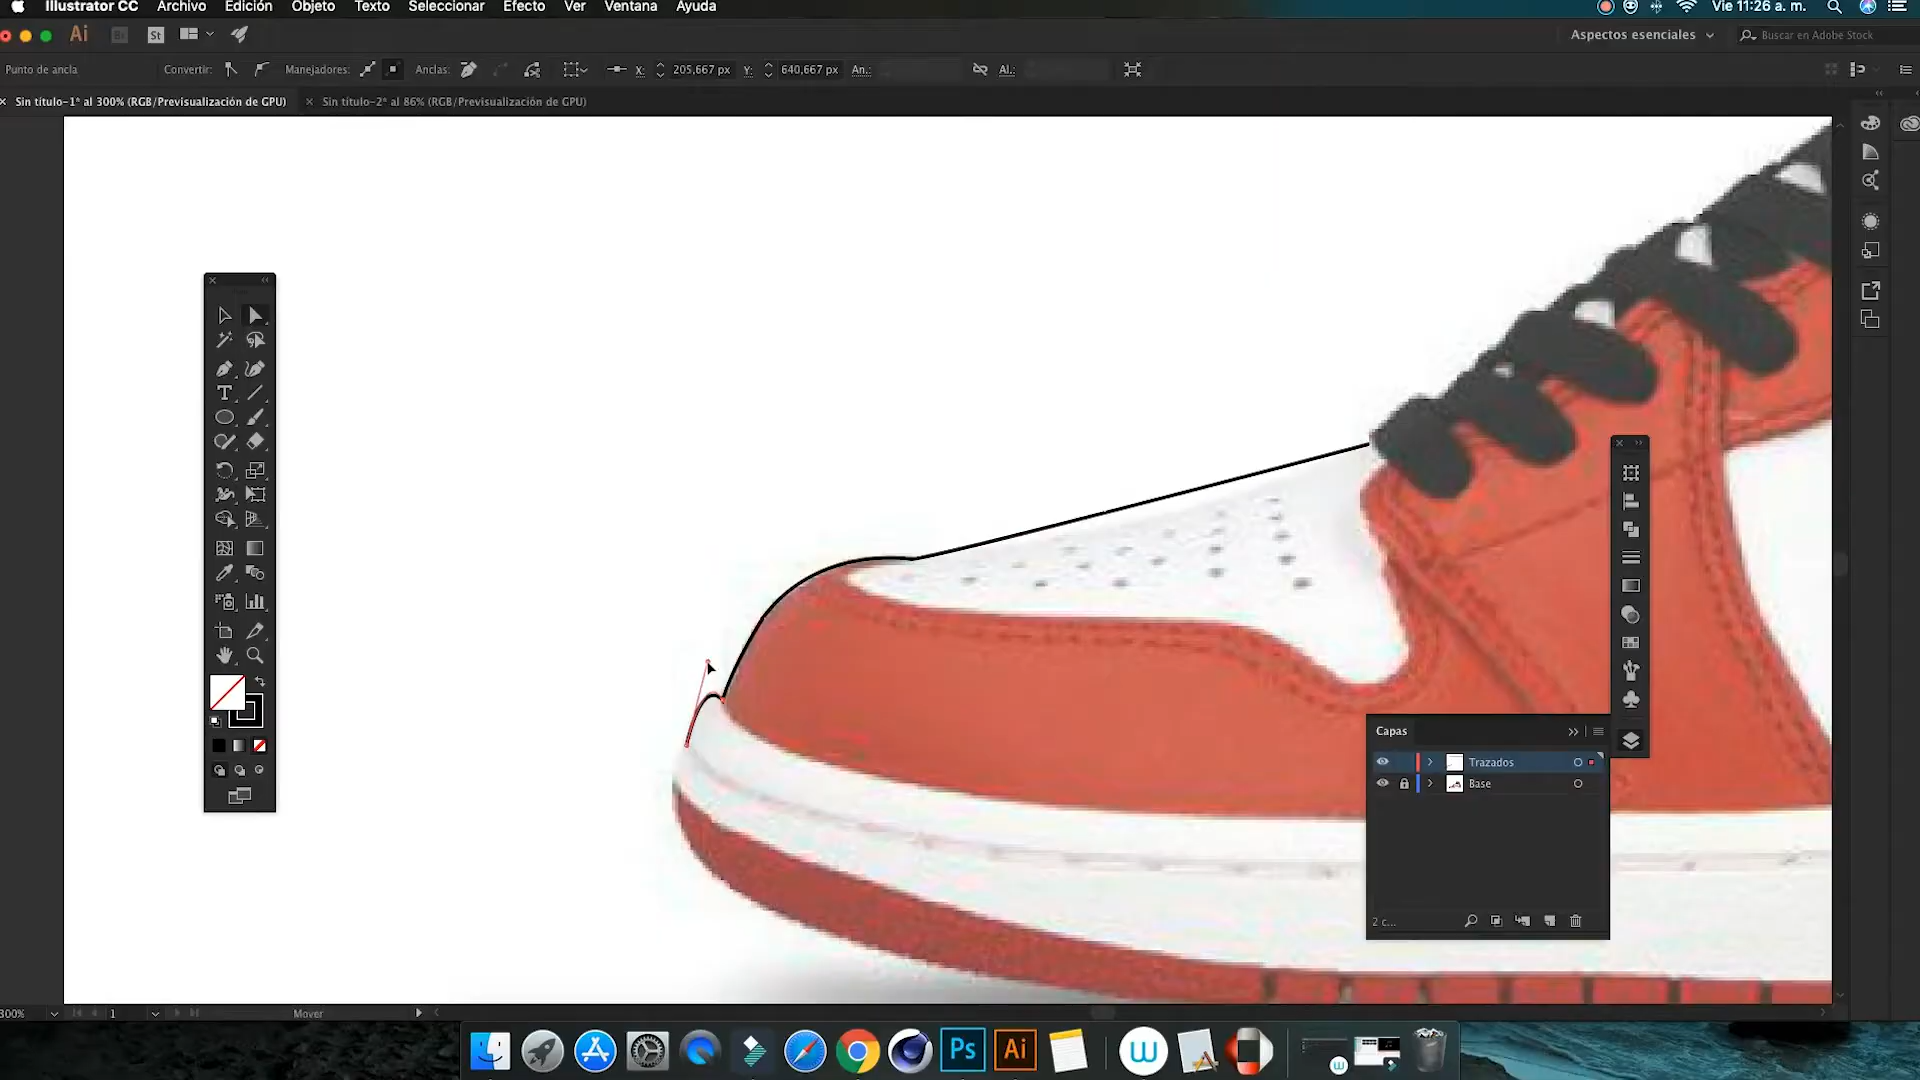 Illustrator CC Archivo Edición Objeto Texto Seleccionar Efecto Ver Ventana Ayuda Vie 11:26 a. m.
Ai Br St Aspectos esenciales Buscar en Adobe Stock
Punto de ancla Convertir: Manejadores: Anclas: X: 205,667 px Y: 640,667 px An.: Al.:
Sin título-1* al 300% (RGB/Previsualización de GPU) Sin título-2* al 86% (RGB/Previsualización de GPU)
T
Capas
Trazados
Base
2 c...
300% 1 Mover
Ps Ai